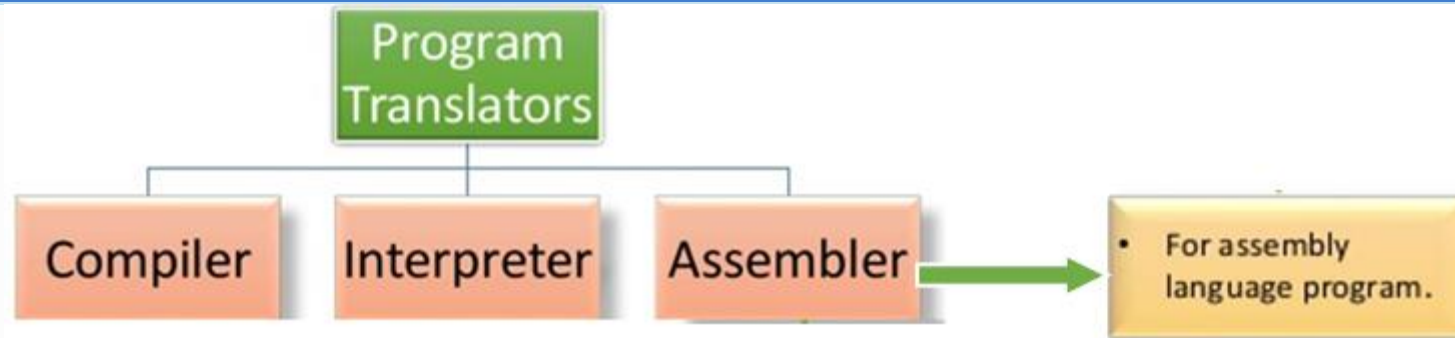 Program
Translators
Compiler
Interpreter
Assembler
• For assembly
language program.